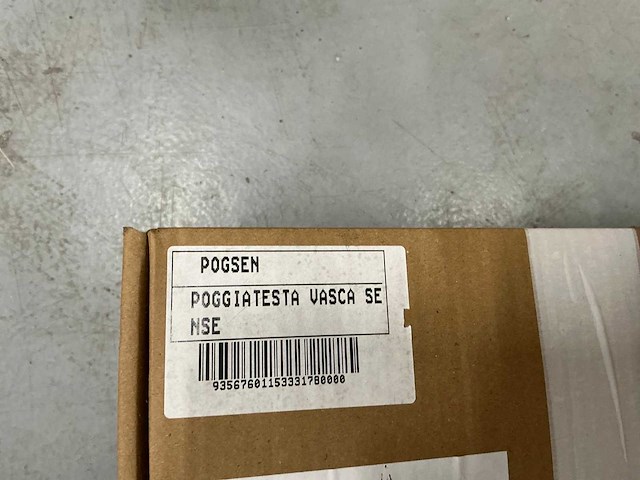 POGSEN
POGGIATESTA VASCA SE
NSE
93567601153331780000